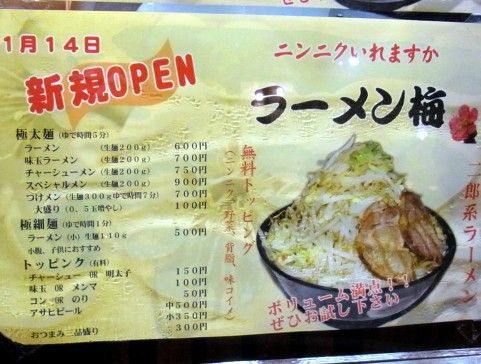 1月14日
新規OPEN
ニンニクいれますか
ラーメン梅
二郎系ラーメン
極太麺（ゆで時間5分）
ラーメン （生麺200g） 600円
味玉ラーメン （生麺200g） 700円
チャーシューメン （生麺200g） 750円
スペシャルメン （生麺200g） 900円
つけメン（生麺300gゆで時間7分） 700円
大盛り（0、5玉増やし） 100円
極細麺（ゆで時間1分）
ラーメン（小）生麺140g 500円
小腹、子供におすすめ
トッピング（有料）
チャーシュー OR 明太子 150円
味玉 OR メンマ 100円
コン OR のり 50円
アサヒビール 中500円
小350円
おつまみ三品盛り 300円
無料トッピング
（ニンニク、野菜、背脂、味コイメ）
ボリューム満点！！
ぜひお試し下さい